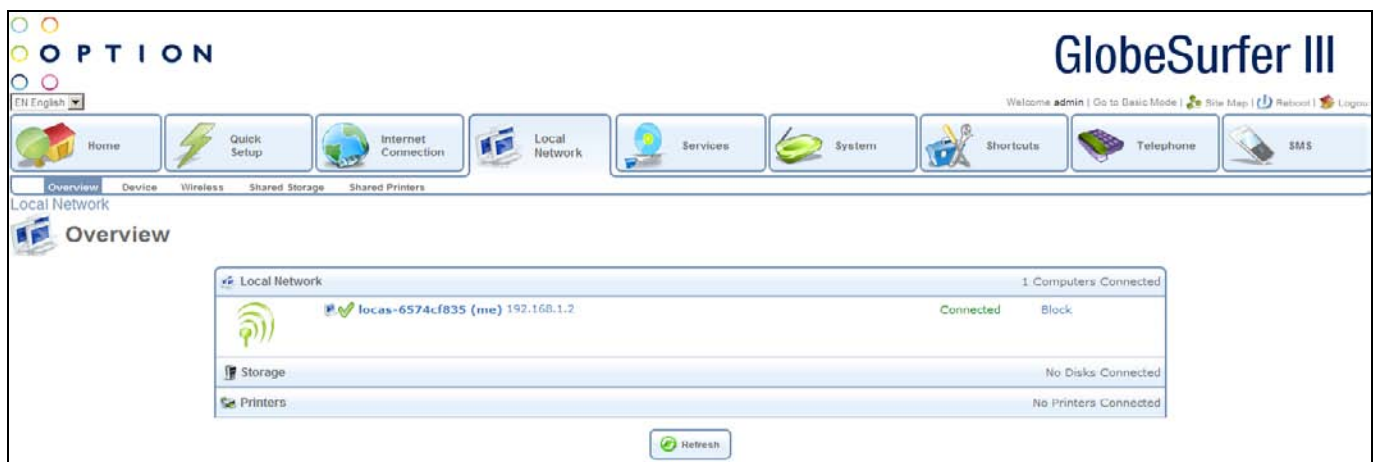 OPTION
GlobeSurfer III
EN English
Welcome admin | Go to Basic Mode | Site Map | Reboot | Logou
Home
Quick Setup
Internet Connection
Local Network
Services
System
Shortcuts
Telephone
SMS
Overview Device Wireless Shared Storage Shared Printers
Local Network
Overview
Local Network 1 Computers Connected
locas-6574cf835 (me) 192.168.1.2 Connected Block
Storage No Disks Connected
Printers No Printers Connected
Refresh